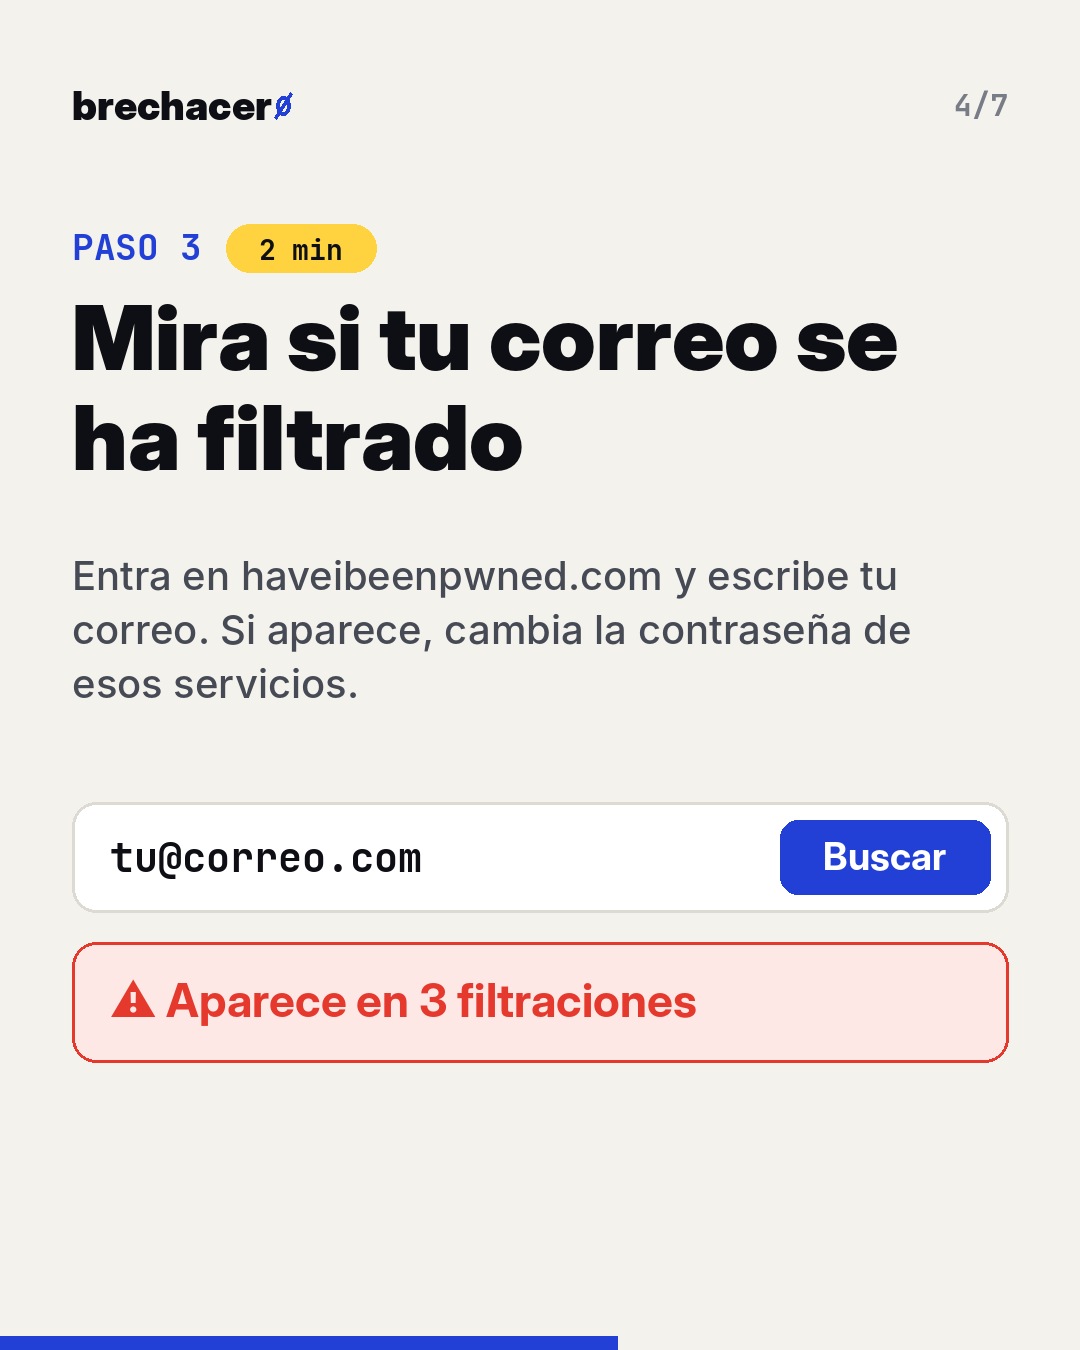 brechacerø
4/7
PASO 3
2 min
Mira si tu correo se
ha filtrado
Entra en haveibeenpwned.com y escribe tu
correo. Si aparece, cambia la contraseña de
esos servicios.
tu@correo.com
Buscar
⚠ Aparece en 3 filtraciones